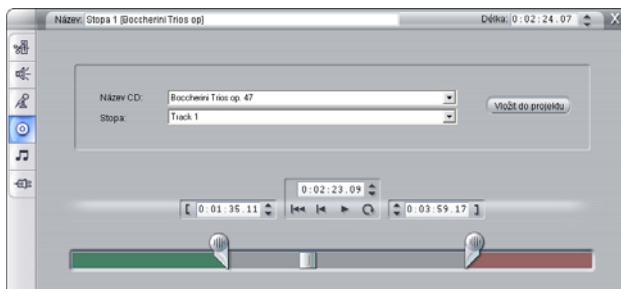 Název: Stopa 1 [Boccherini Trios op] Délka: 0:02:24.07 X
Název CD: Boccherini Trios op. 47
Vložit do projektu
Stopa: Track 1
0:02:23.09
[ 0:01:35.11 0:03:59.17 ]